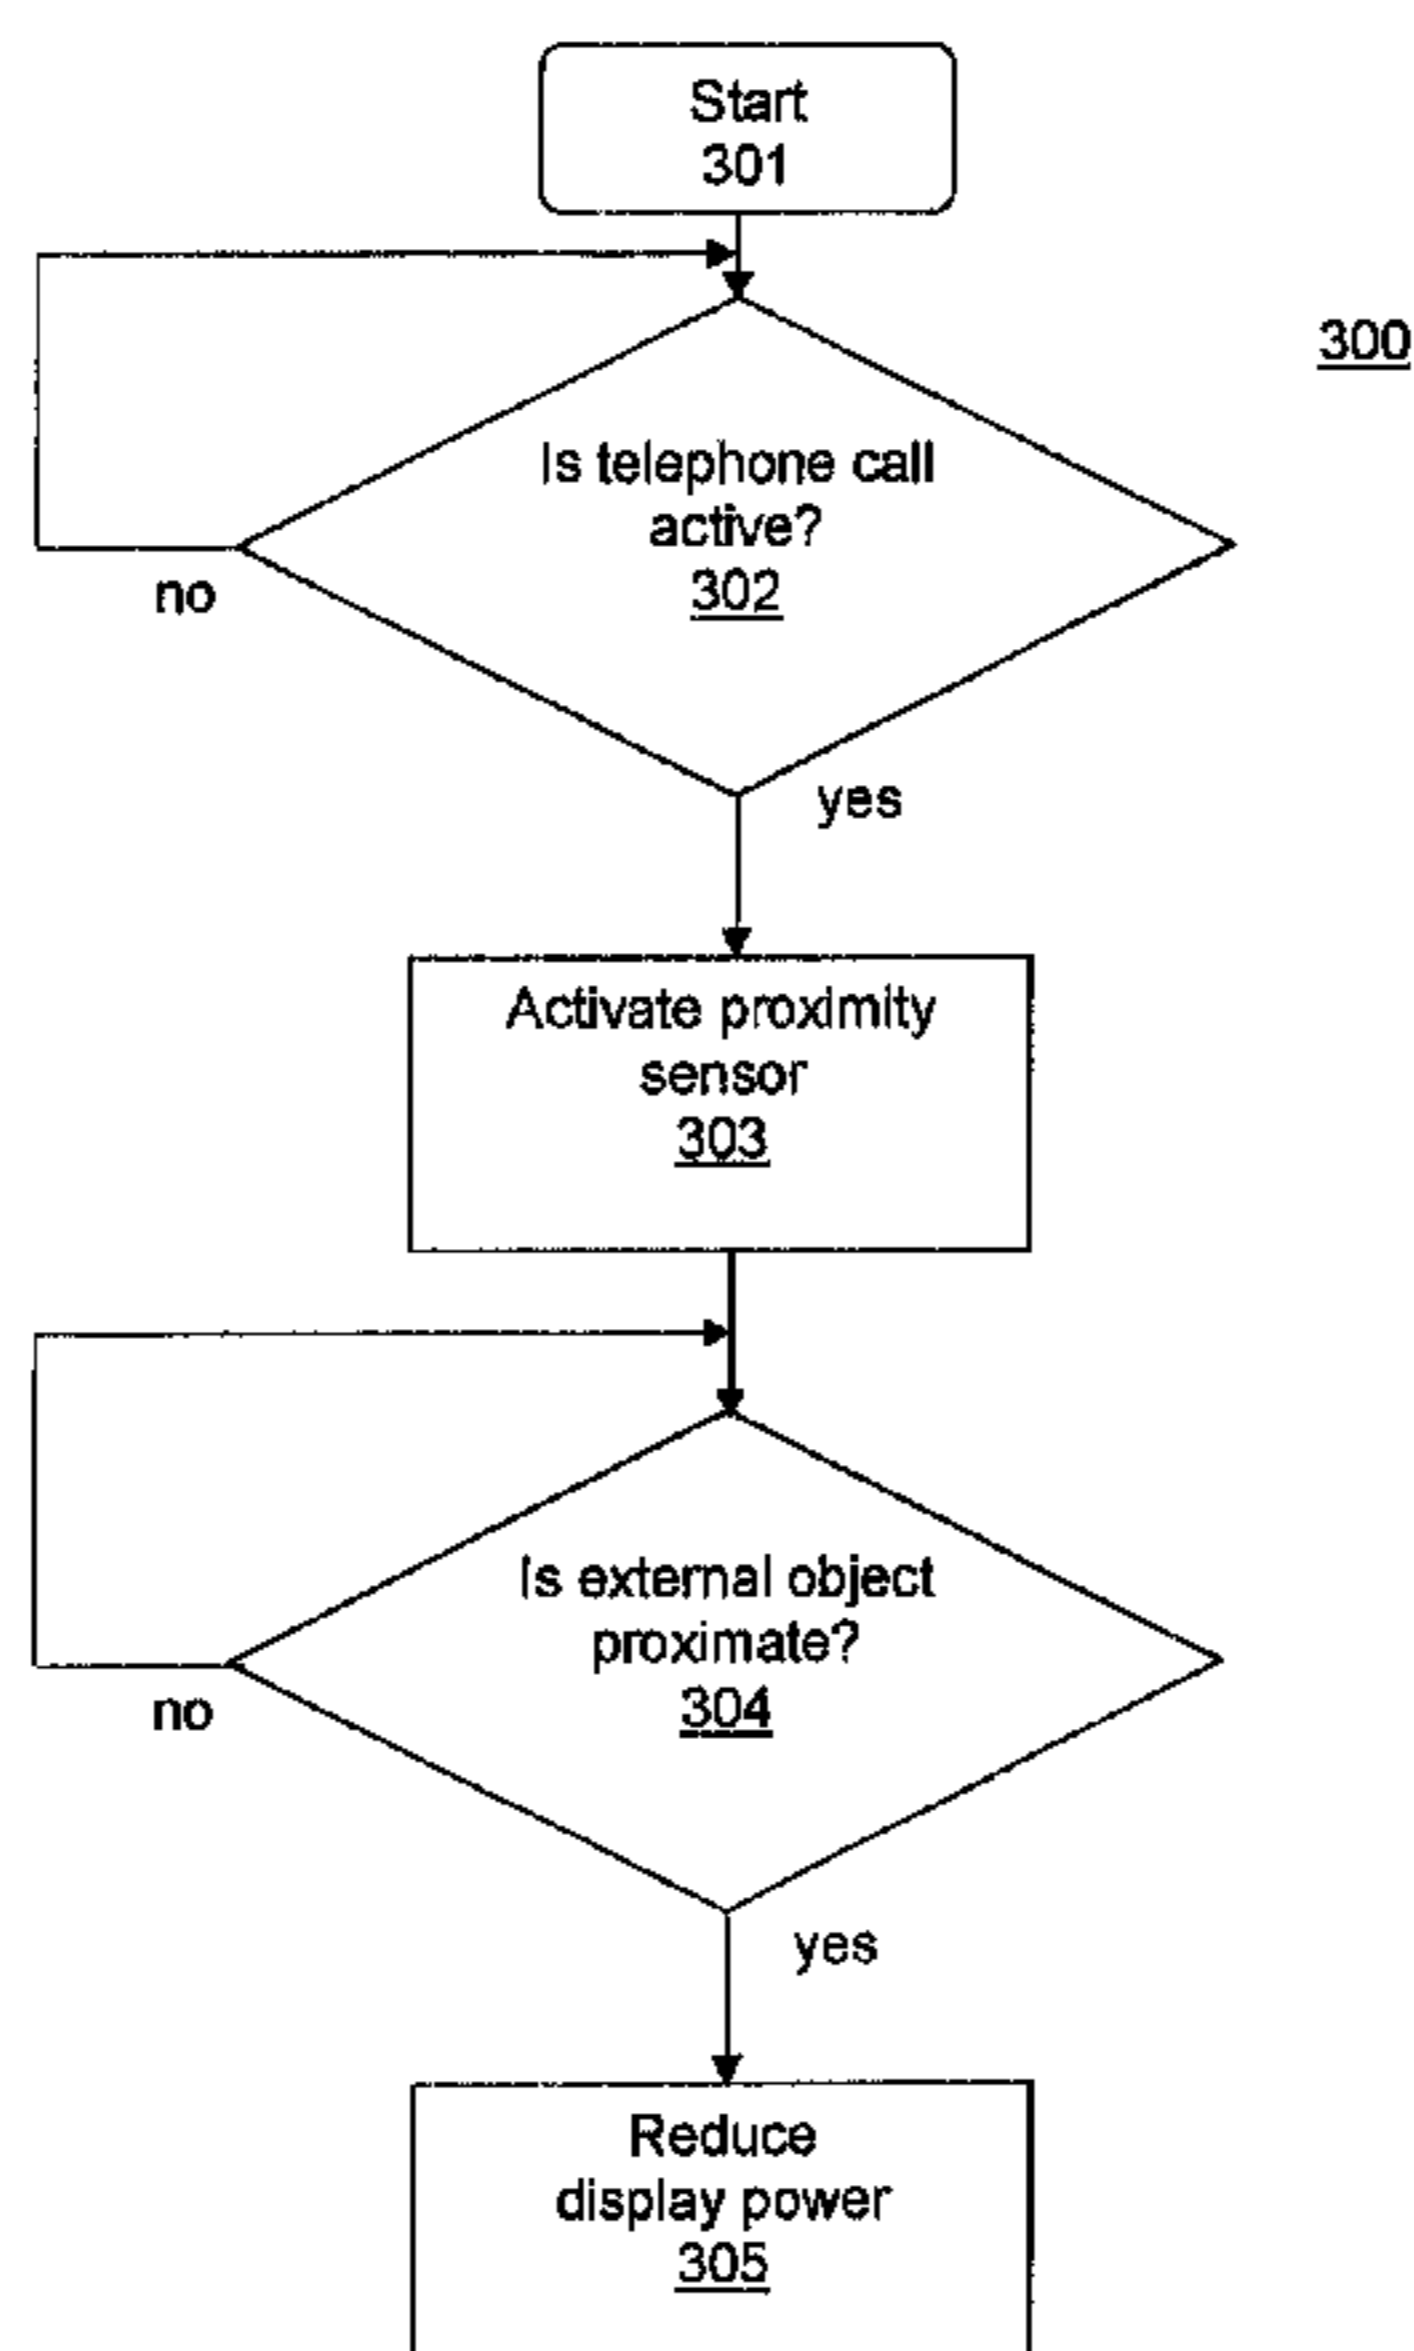 Start
301
300
Is telephone call
active?
302
no
yes
Activate proximity
sensor
303
Is external object
proximate?
304
no
yes
Reduce
display power
305